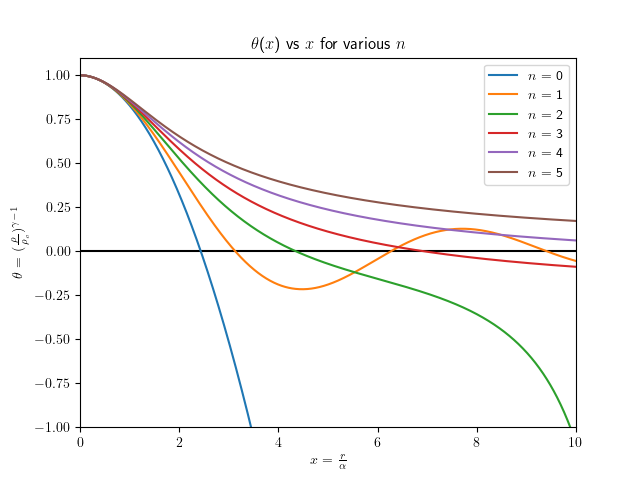 θ(x) vs x for various n
θ = (ρ/ρ_c)^{γ−1}
1.00
0.75
0.50
0.25
0.00
−0.25
−0.50
−0.75
−1.00
n = 0
n = 1
n = 2
n = 3
n = 4
n = 5
0 2 4 6 8 10
x = r/α